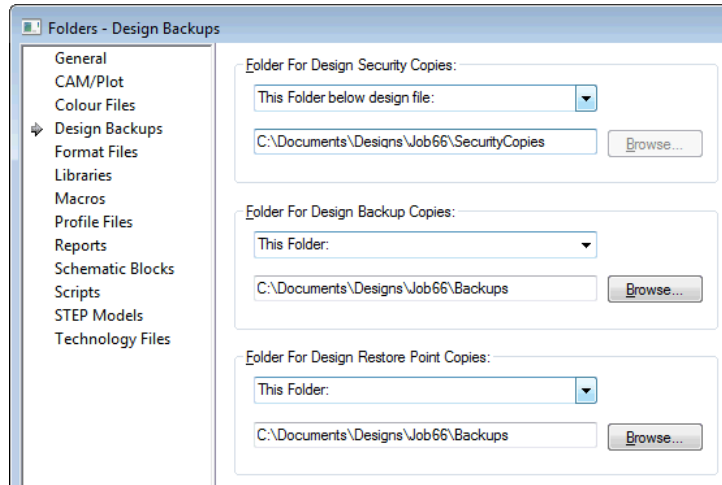 Folders - Design Backups
General
CAM/Plot
Colour Files
Design Backups
Format Files
Libraries
Macros
Profile Files
Reports
Schematic Blocks
Scripts
STEP Models
Technology Files
Folder For Design Security Copies:
This Folder below design file:
C:\Documents\Designs\Job66\SecurityCopies
Browse...
Folder For Design Backup Copies:
This Folder:
C:\Documents\Designs\Job66\Backups
Browse...
Folder For Design Restore Point Copies:
This Folder:
C:\Documents\Designs\Job66\Backups
Browse...